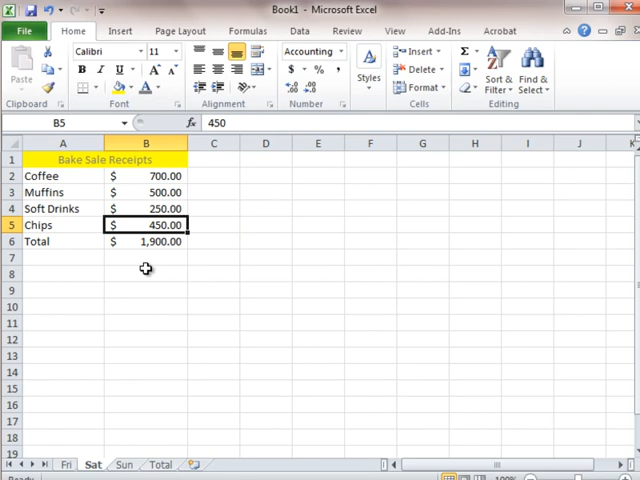 Book1 - Microsoft Excel
File Home Insert Page Layout Formulas Data Review View Add-Ins Acrobat
Calibri 11 Accounting Insert Σ
Paste B I U A A $ % , Styles Delete Sort & Filter Find & Select
Format
Clipboard Font Alignment Number Cells Editing
B5 fx 450
A B C D E F G H I J K
1 Bake Sale Receipts
2 Coffee $ 700.00
3 Muffins $ 500.00
4 Soft Drinks $ 250.00
5 Chips $ 450.00
6 Total $ 1,900.00
7
8
9
10
11
12
13
14
15
16
17
18
19
Fri Sat Sun Total
Ready 100%